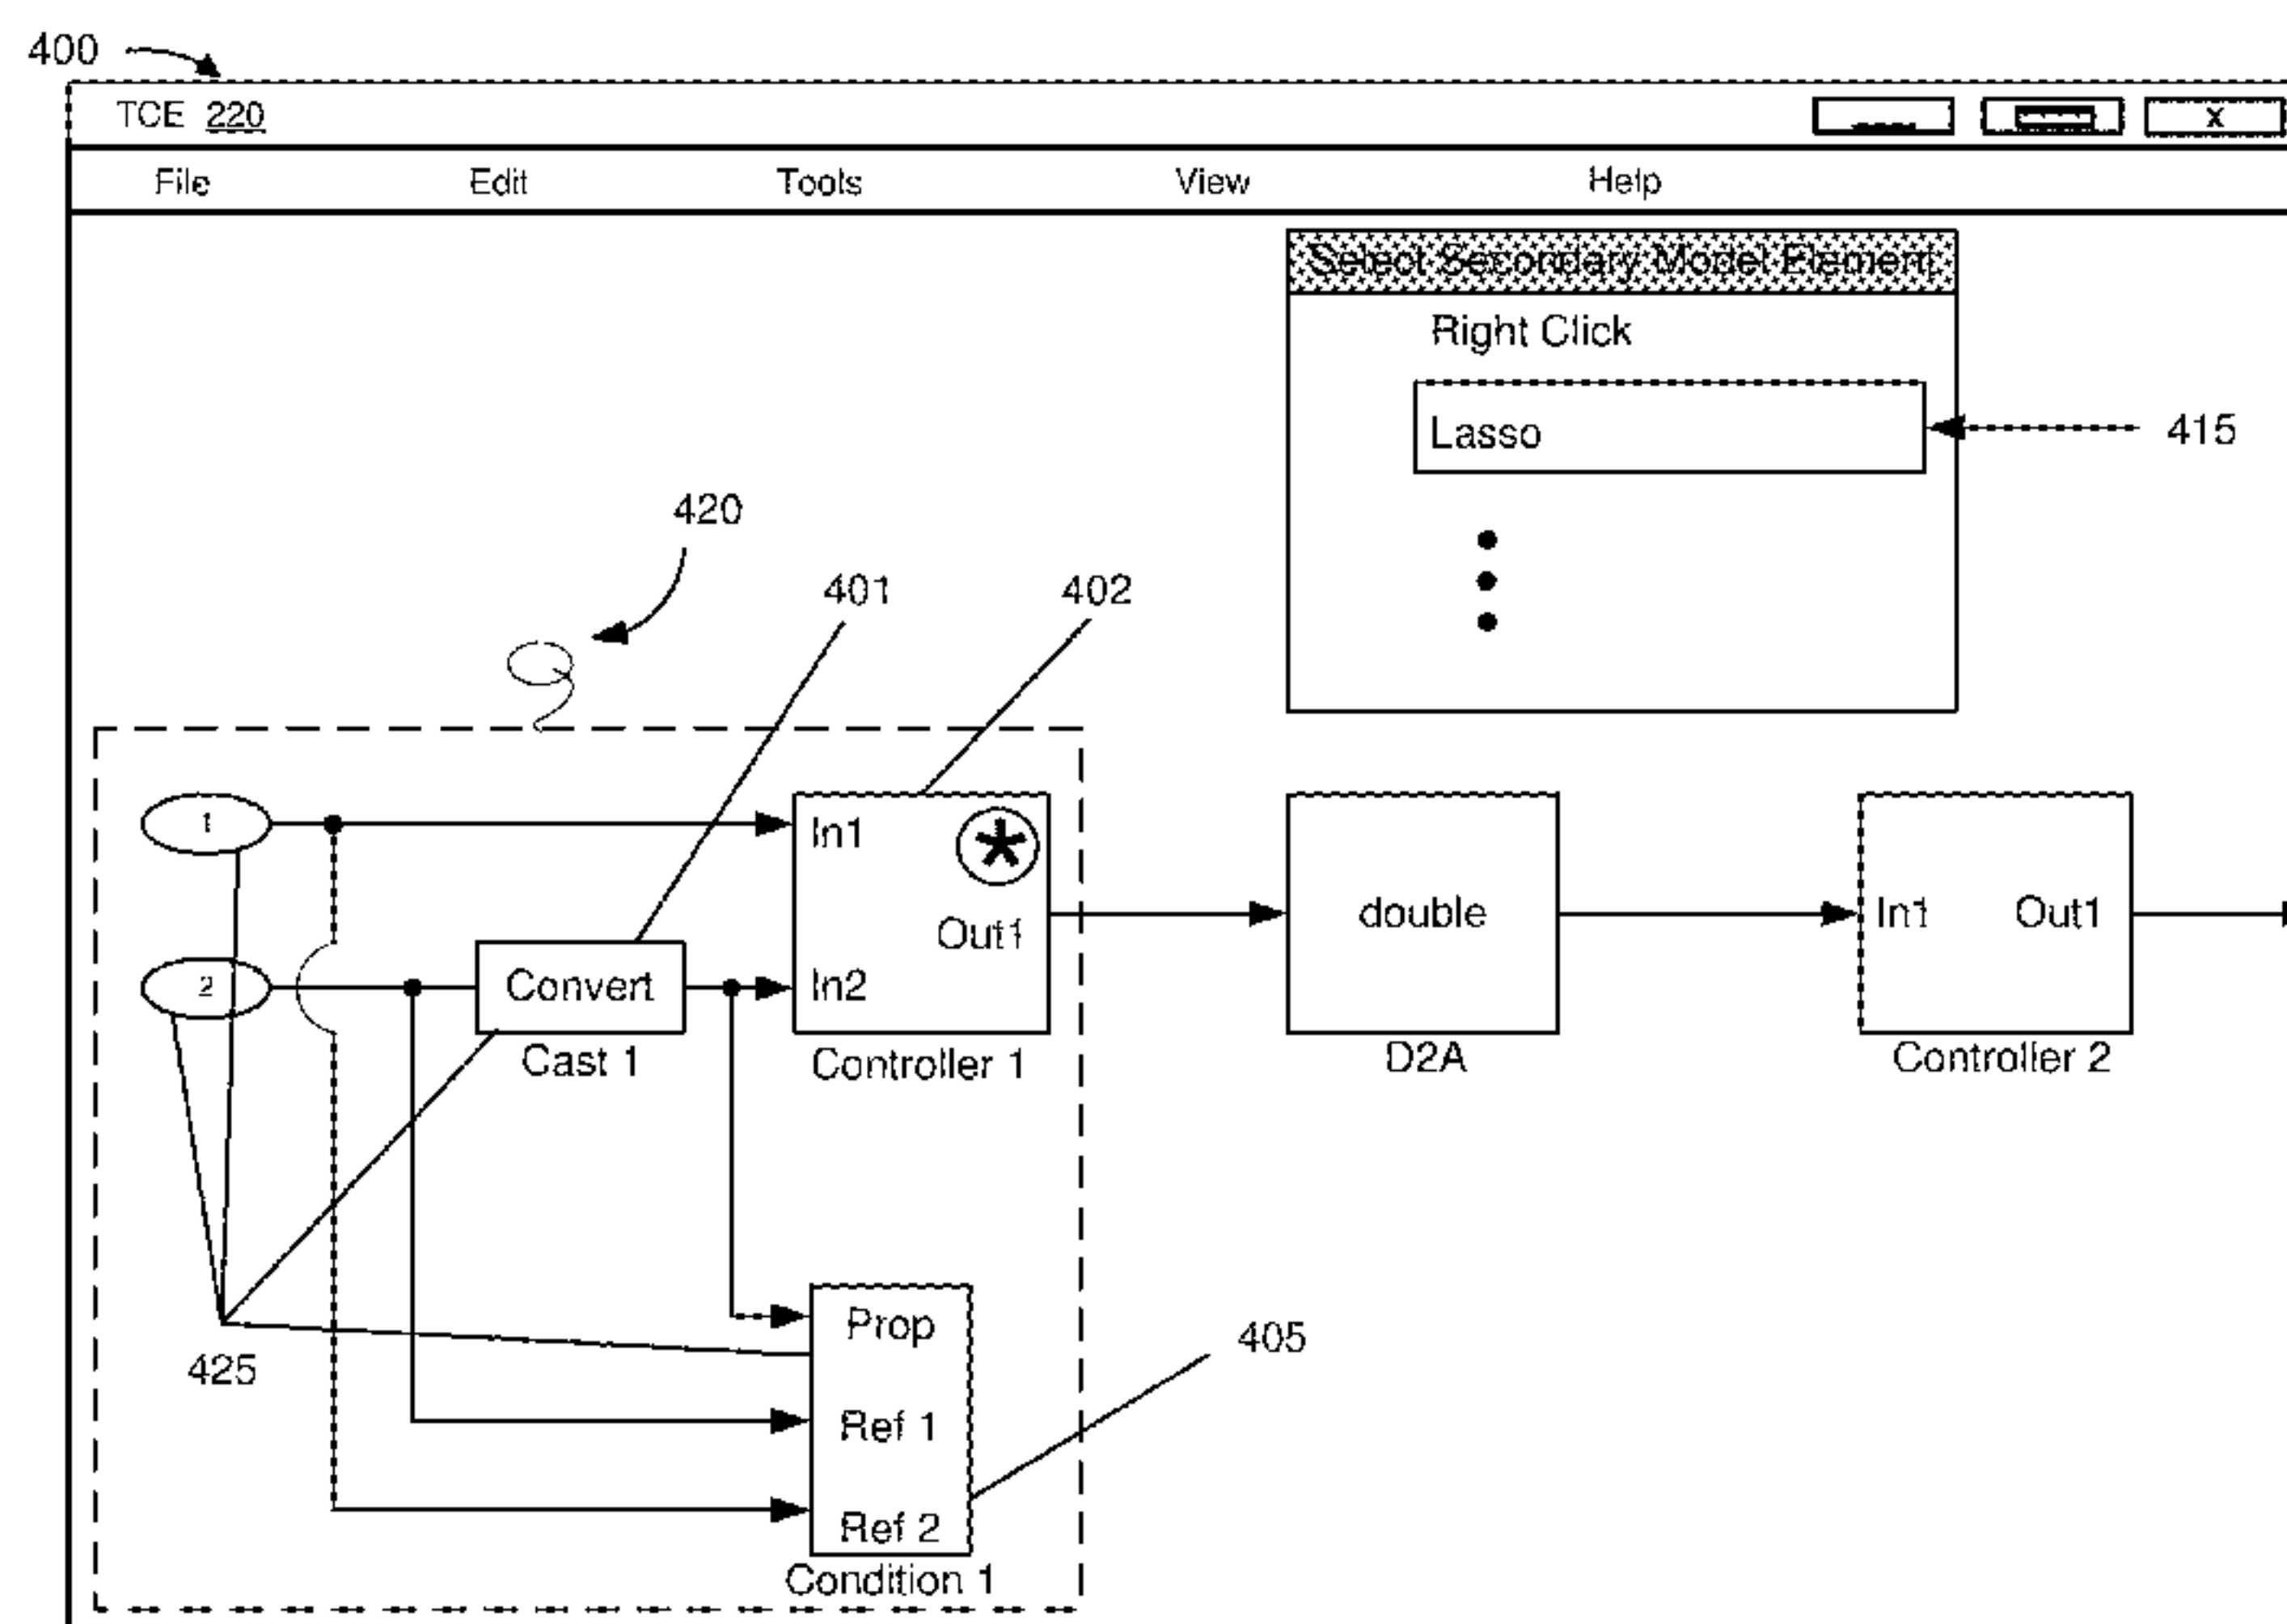 400
TCE 220
x
File Edit Tools View Help
Select Secondary Model Element
Right Click
Lasso
415
420
401
402
1
In1
*
Out1
double
In1
Out1
2
Convert
In2
Cast 1
Controller 1
D2A
Controller 2
Prop
405
425
Ref 1
Ref 2
Condition 1